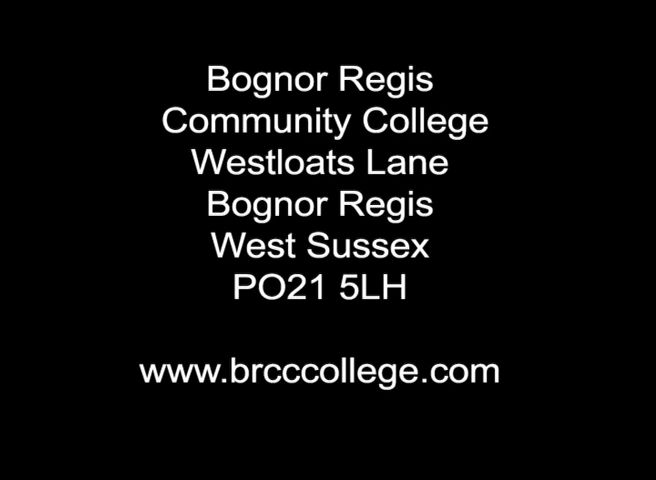 Bognor Regis
Community College
Westloats Lane
Bognor Regis
West Sussex
PO21 5LH
www.brcccollege.com